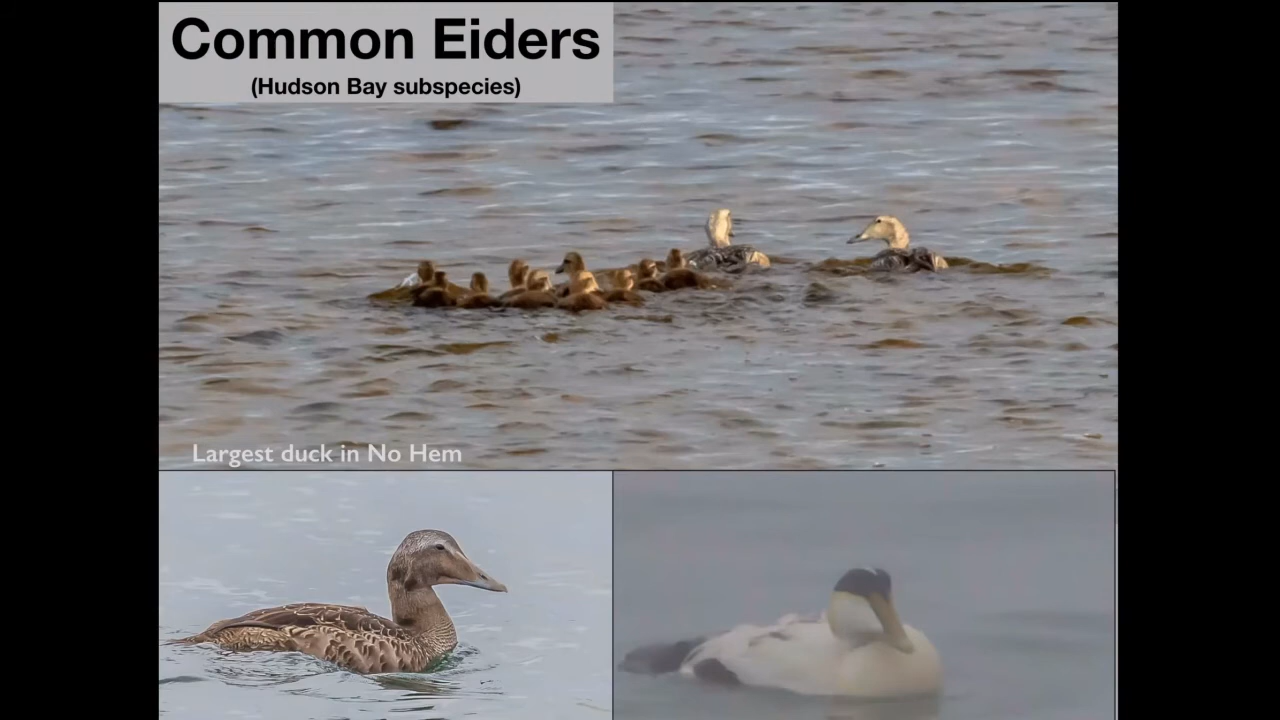 Common Eiders
(Hudson Bay subspecies)
Largest duck in No Hem